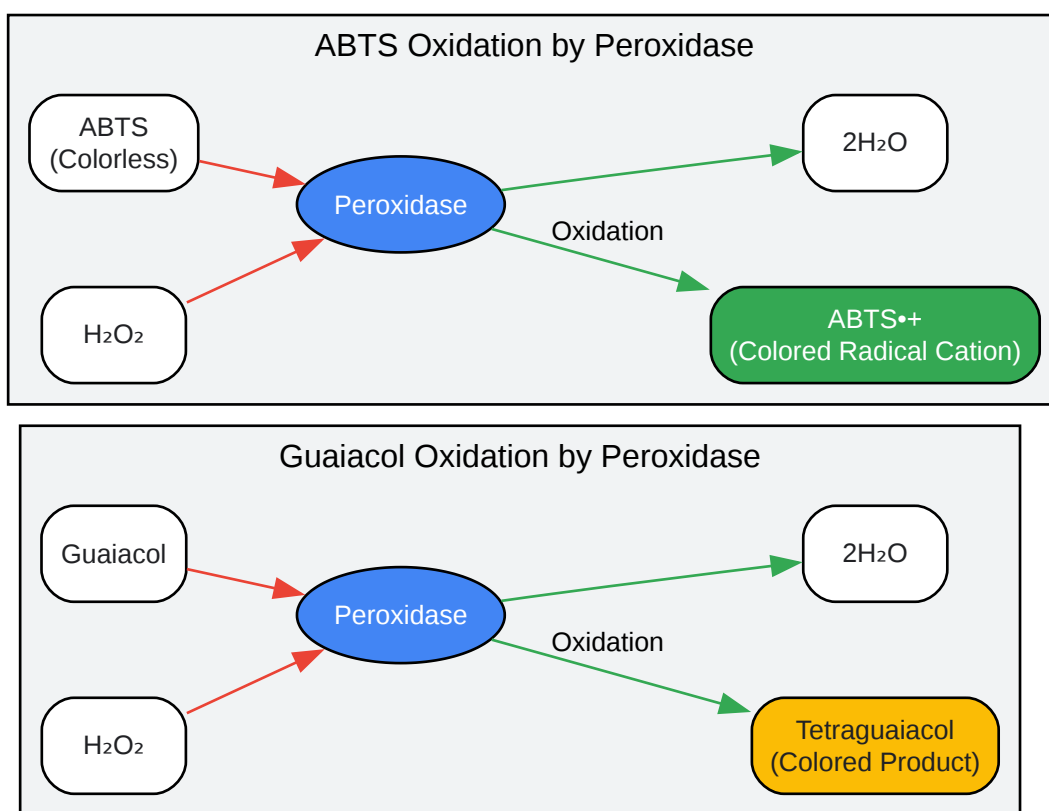 ABTS Oxidation by Peroxidase
ABTS
(Colorless)
2H₂O
Peroxidase
Oxidation
H₂O₂
ABTS•+
(Colored Radical Cation)
Guaiacol Oxidation by Peroxidase
Guaiacol
2H₂O
Peroxidase
Oxidation
H₂O₂
Tetraguaiacol
(Colored Product)